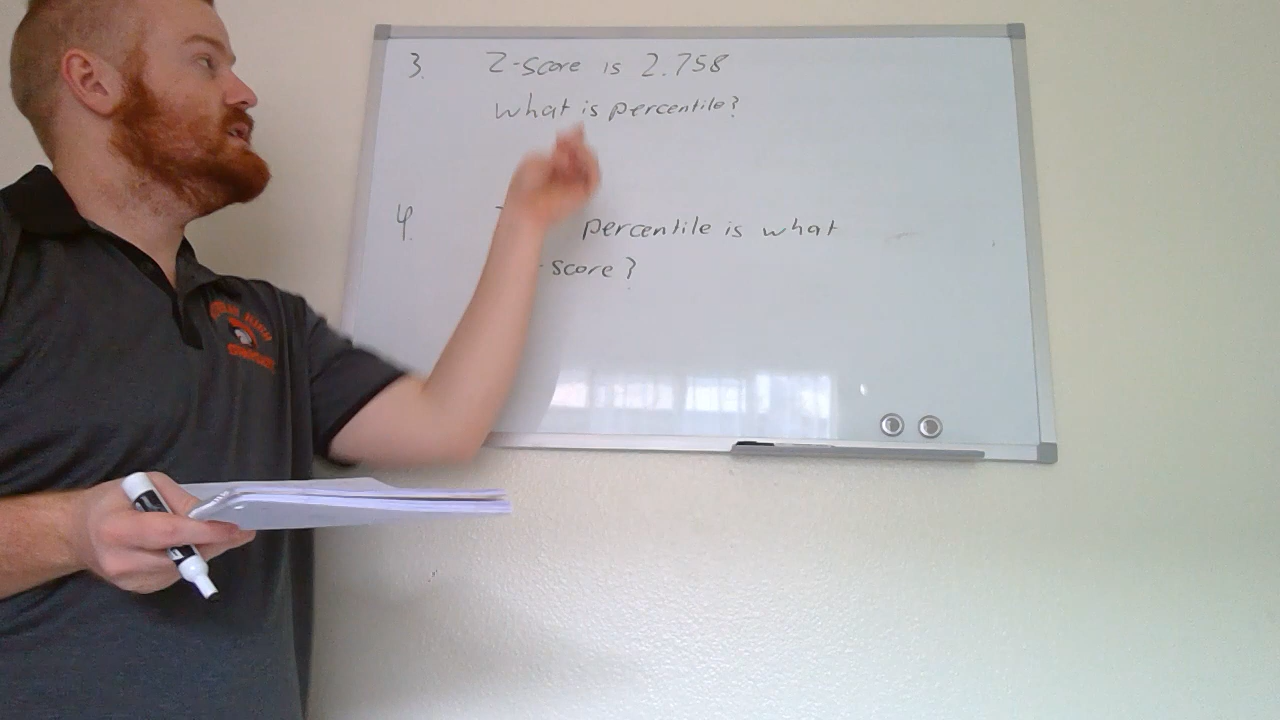 3. Z-score is 2.758
What is percentile?
4. percentile is what
-score?